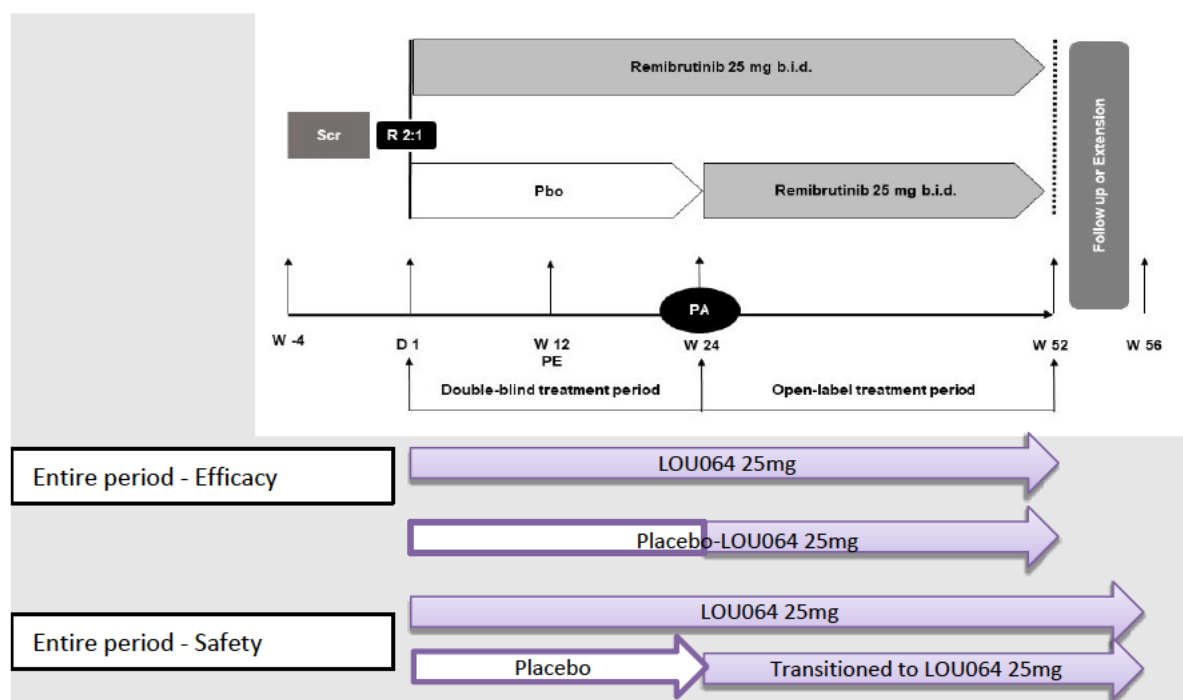 Remibrutinib 25 mg b.i.d.
Scr
R 2:1
Pbo
Remibrutinib 25 mg b.i.d.
Follow up or Extension
PA
W -4
D 1
W 12
PE
W 24
W 52
W 56
Double-blind treatment period
Open-label treatment period
Entire period - Efficacy
LOU064 25mg
Placebo-LOU064 25mg
Entire period - Safety
LOU064 25mg
Placebo
Transitioned to LOU064 25mg